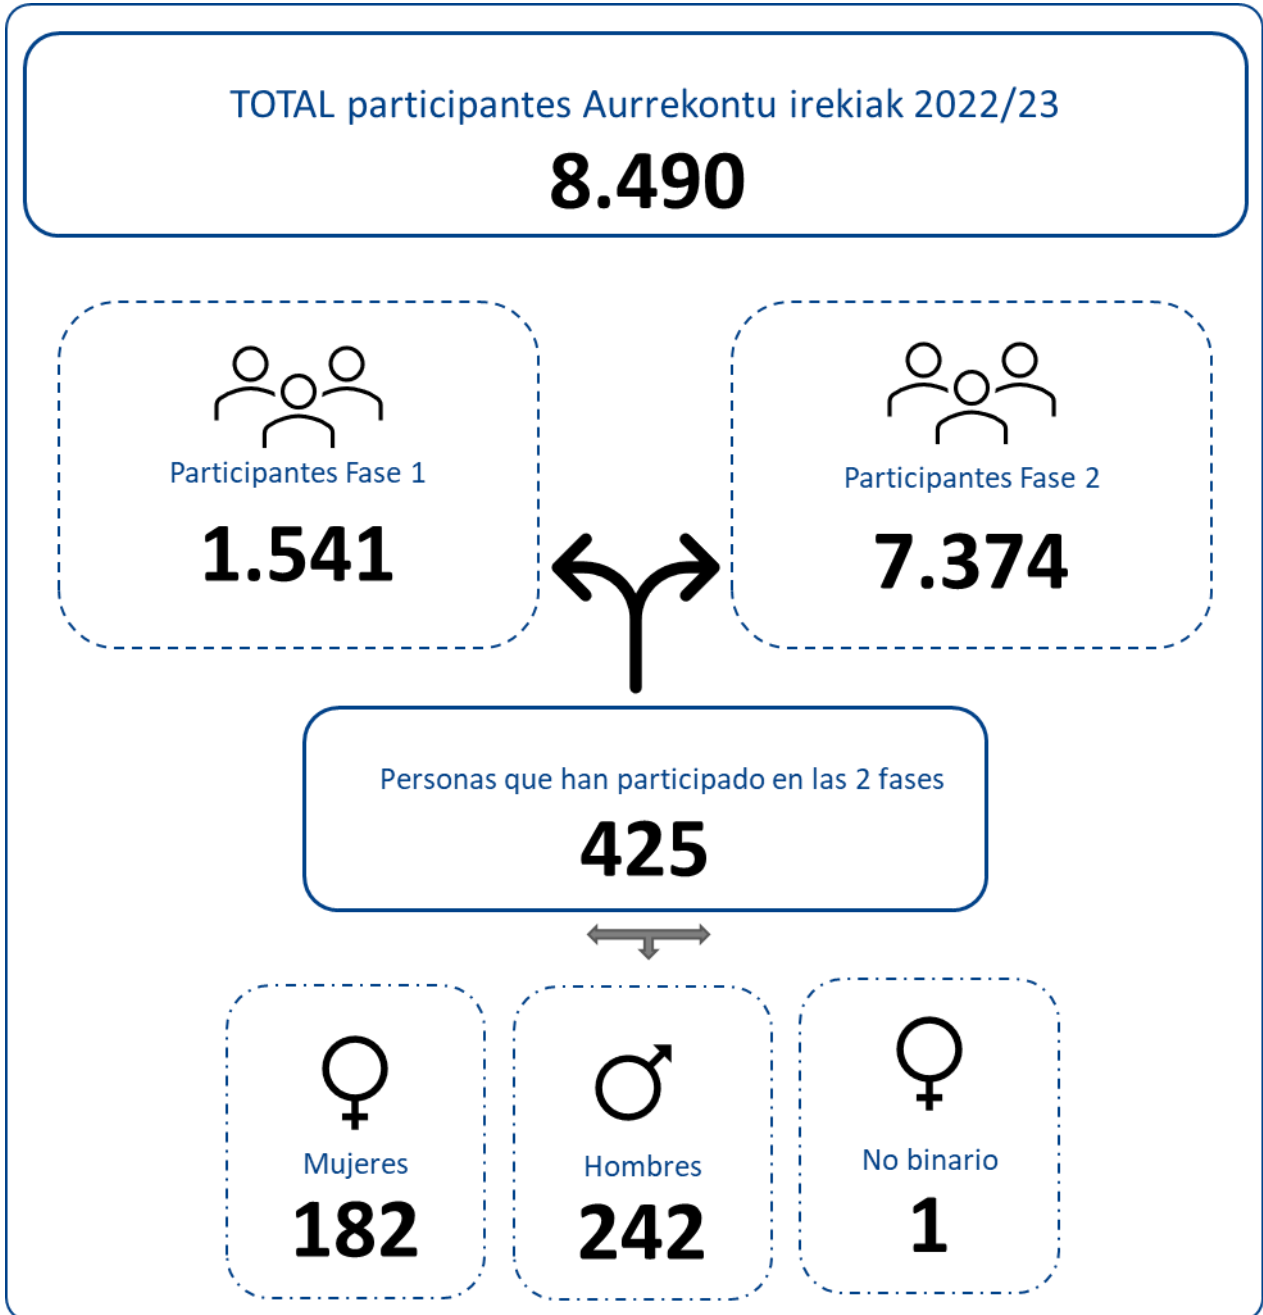 TOTAL participantes Aurrekontu irekiak 2022/23
8.490
Participantes Fase 1
1.541
Participantes Fase 2
7.374
Personas que han participado en las 2 fases
425
Mujeres
182
Hombres
242
No binario
1